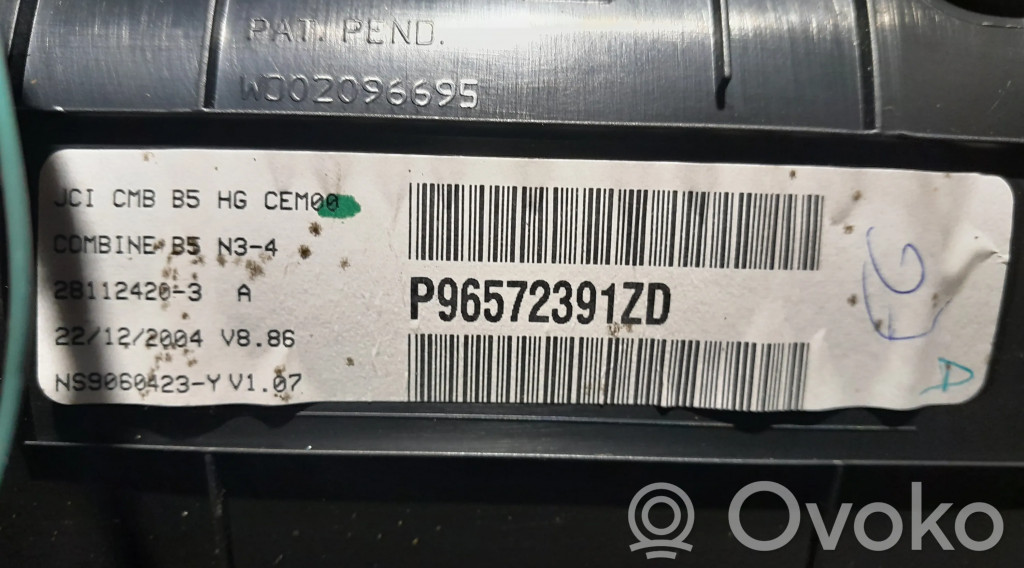 PAT. PEND.
WD02096695
JCI CMB B5 HG CEM00
COMBINE B5 N3-4
28112420-3 A
22/12/2004 V8.86
NS9060423-Y V1.07
P96572391ZD
A
Ovoko